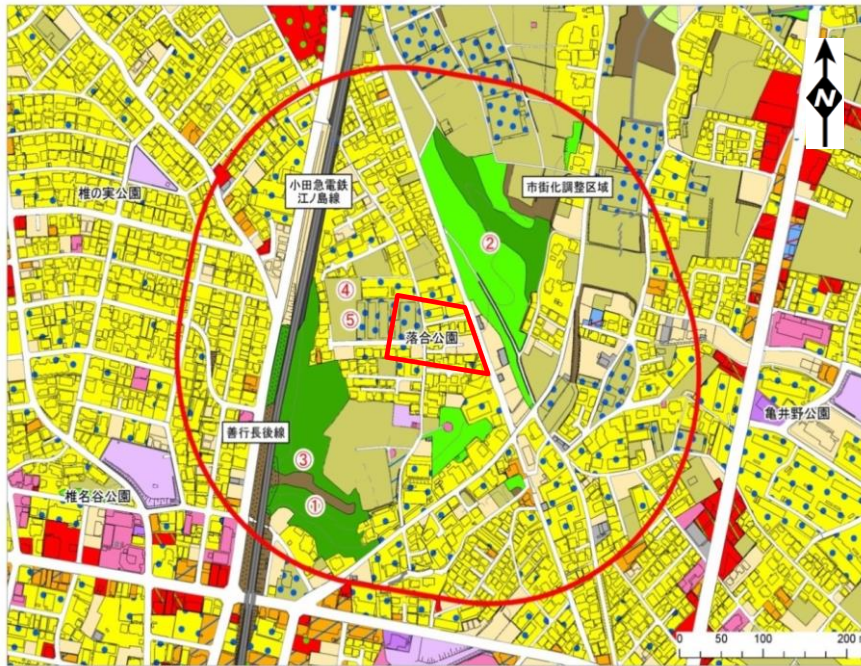 N
椎の実公園
小田急電鉄
江ノ島線
市街化調整区域
②
④
⑤
落合公園
善行長後線
亀井野公園
③
椎名谷公園
①
0 50 100 200 m